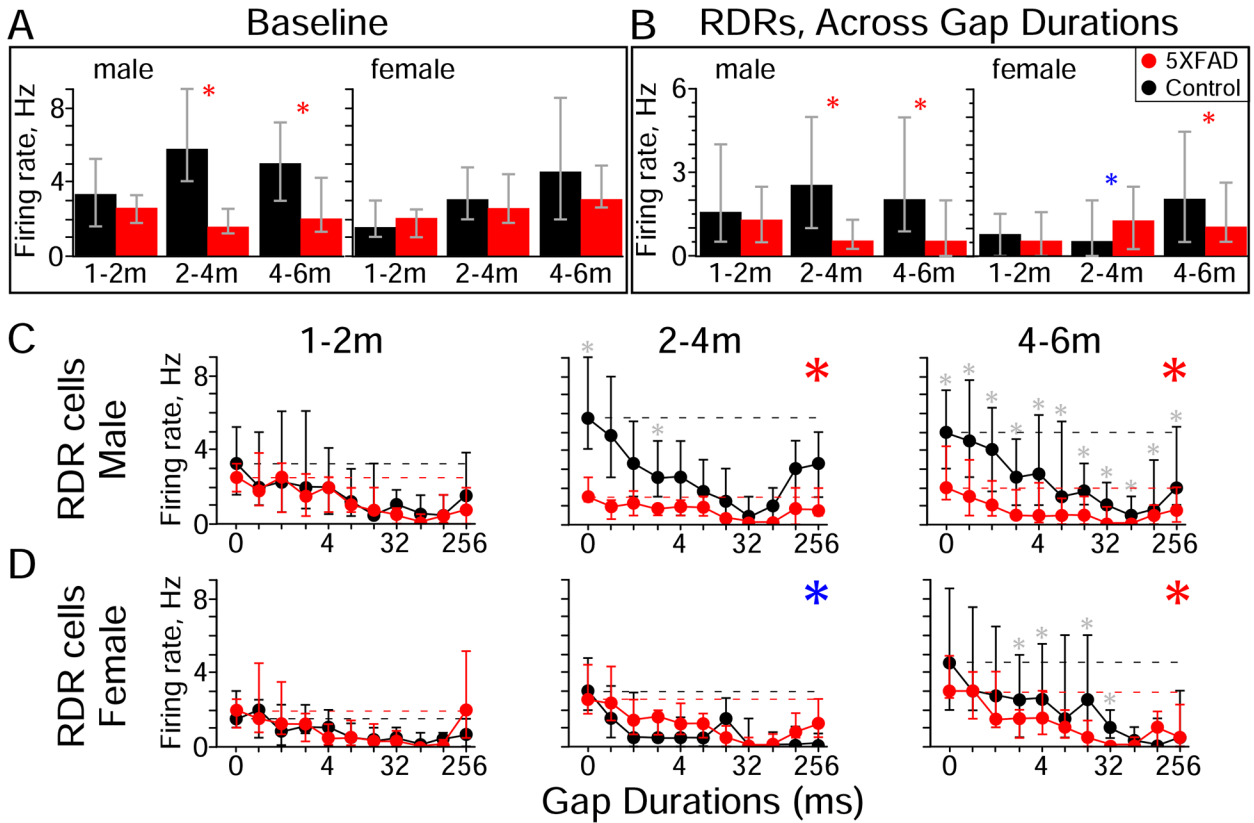 A Baseline
male female
Firing rate, Hz
8
4
0
1-2m 2-4m 4-6m 1-2m 2-4m 4-6m
* *
B RDRs, Across Gap Durations
male female
5XFAD
Control
Firing rate, Hz
6
3
0
1-2m 2-4m 4-6m 1-2m 2-4m 4-6m
* * * *
C 1-2m 2-4m 4-6m
RDR cells
Male
Firing rate, Hz
8
4
0
* * * *
* * * * * * * * * * *
0 4 32 256 0 4 32 256 0 4 32 256
D
RDR cells
Female
Firing rate, Hz
8
4
0
* * * * * *
0 4 32 256 0 4 32 256 0 4 32 256
Gap Durations (ms)